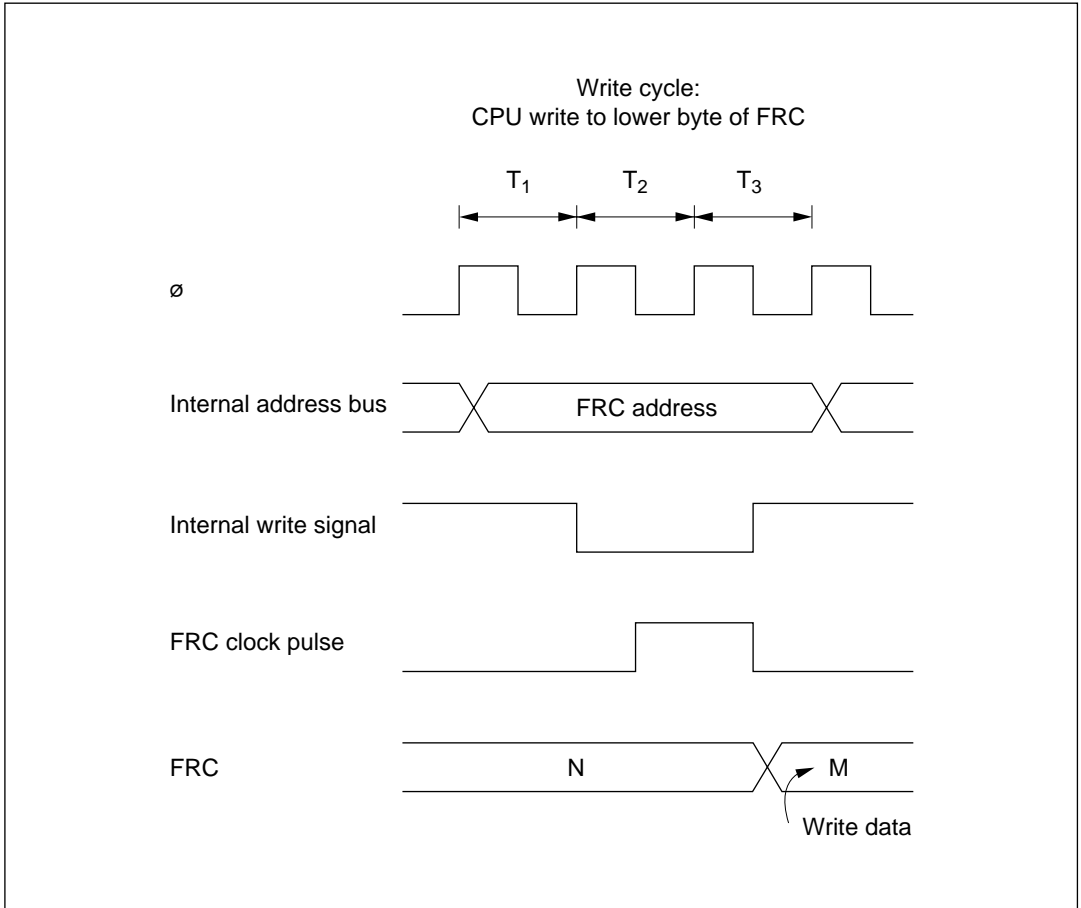 Write cycle:
CPU write to lower byte of FRC
T1 T2 T3
ø
Internal address bus
FRC address
Internal write signal
FRC clock pulse
FRC
N
M
Write data